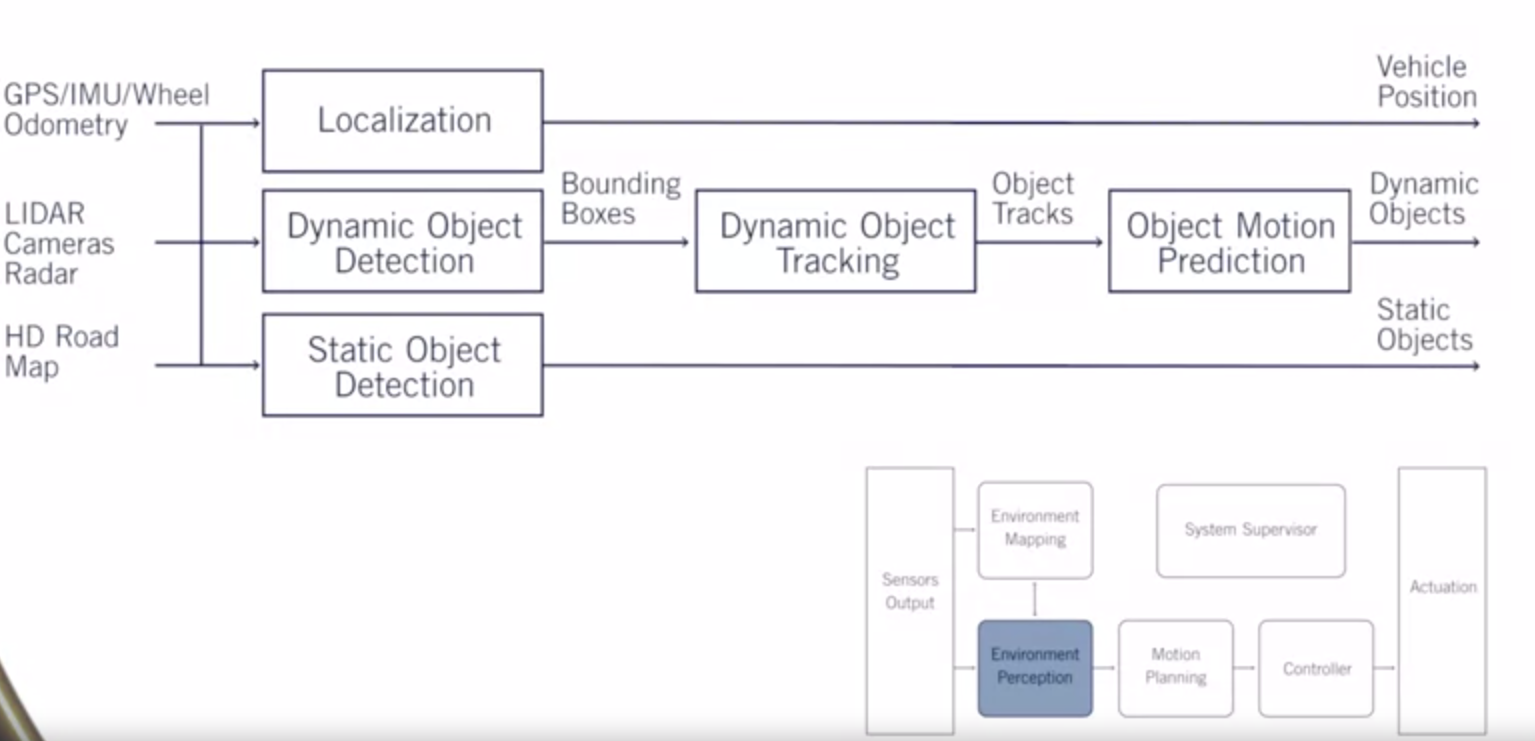 GPS/IMU/Wheel
Odometry
Localization
Vehicle
Position
LIDAR
Cameras
Radar
Dynamic Object
Detection
Bounding
Boxes
Dynamic Object
Tracking
Object
Tracks
Object Motion
Prediction
Dynamic
Objects
HD Road
Map
Static Object
Detection
Static
Objects
Sensors
Output
Environment
Mapping
System Supervisor
Actuation
Environment
Perception
Motion
Planning
Controller